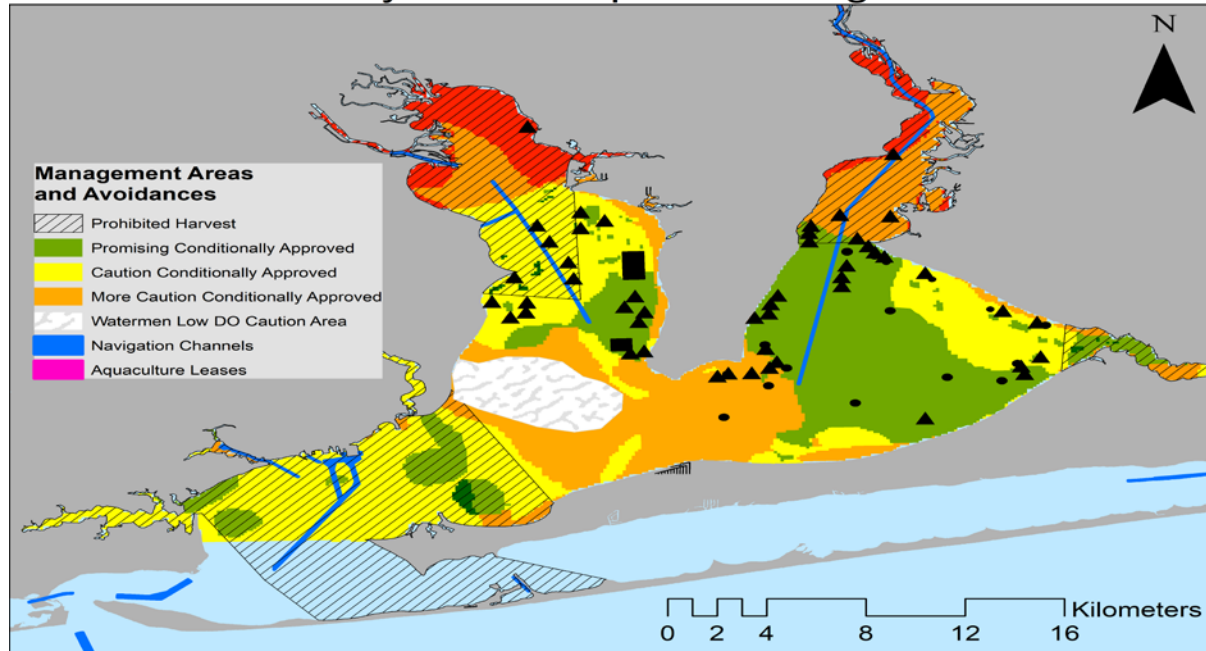 N
Management Areas
and Avoidances
Prohibited Harvest
Promising Conditionally Approved
Caution Conditionally Approved
More Caution Conditionally Approved
Watermen Low DO Caution Area
Navigation Channels
Aquaculture Leases
Kilometers
0 2 4 8 12 16